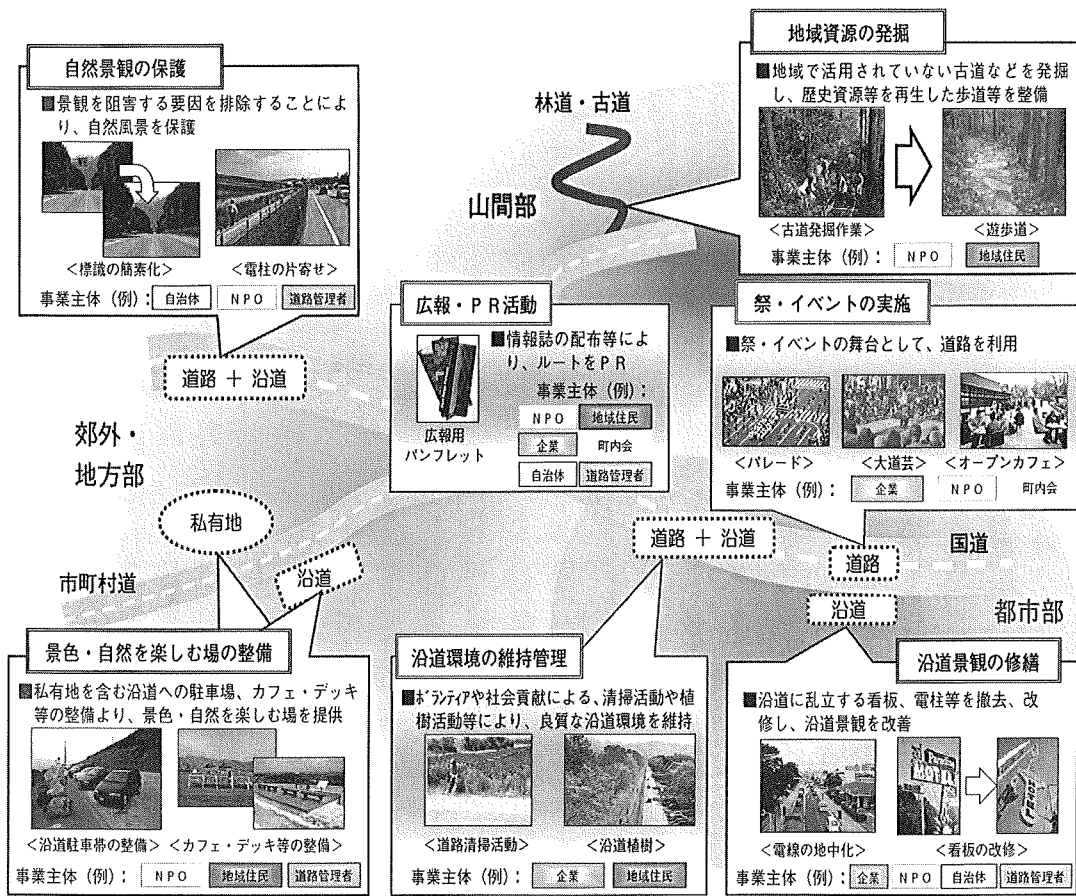 自然景観の保護
■景観を阻害する要因を排除することによ
り、自然風景を保護
<標識の簡素化>
<電柱の片寄せ>
事業主体（例）：
自治体
NPO
道路管理者
道路 ＋ 沿道
地域資源の発掘
■地域で活用されていない古道などを発掘
し、歴史資源等を再生した歩道等を整備
<古道発掘作業>
<遊歩道>
事業主体（例）：
NPO
地域住民
林道・古道
山間部
広報・ＰＲ活動
■情報誌の配布等によ
り、ルートをＰＲ
広報用
パンフレット
事業主体（例）：
NPO
地域住民
企業
町内会
自治体
道路管理者
祭・イベントの実施
■祭・イベントの舞台として、道路を利用
<パレード>
<大道芸>
<オープンカフェ>
事業主体（例）：
企業
NPO
町内会
郊外・
地方部
私有地
沿道
市町村道
道路 ＋ 沿道
道路
国道
沿道
都市部
景色・自然を楽しむ場の整備
■私有地を含む沿道への駐車場、カフェ・デッキ
等の整備より、景色・自然を楽しむ場を提供
<沿道駐車帯の整備>
<カフェ・デッキ等の整備>
事業主体（例）：
NPO
地域住民
道路管理者
沿道環境の維持管理
■ﾎﾞﾗﾝﾃｨｱや社会貢献による、清掃活動や植
樹活動等により、良質な沿道環境を維持
<道路清掃活動>
<沿道植樹>
事業主体（例）：
企業
地域住民
沿道景観の修繕
■沿道に乱立する看板、電柱等を撤去、改
修し、沿道景観を改善
MOTEL
<電線の地中化>
<看板の改修>
事業主体（例）：
企業
NPO
自治体
道路管理者